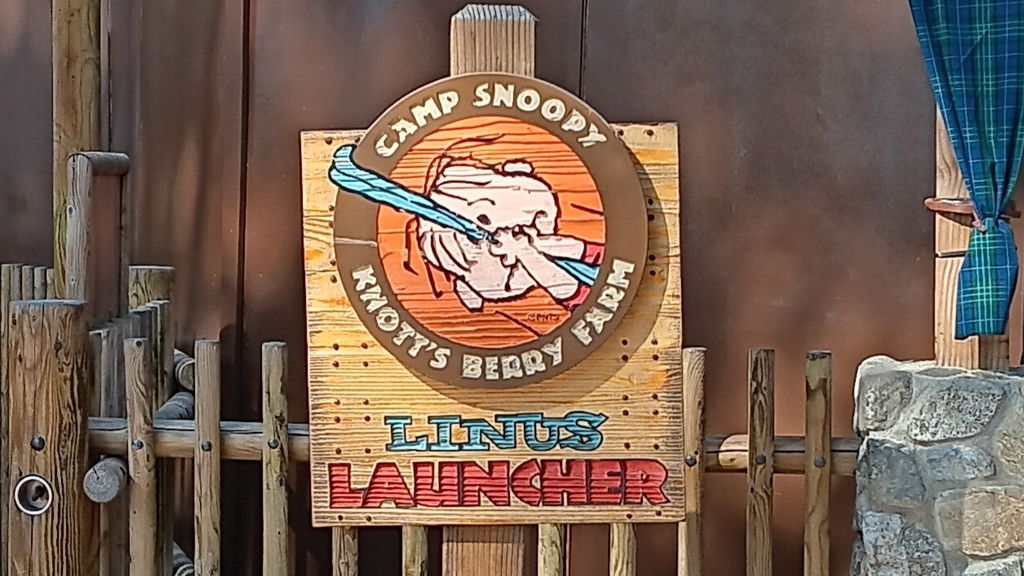 CAMP SNOOPY
KNOTT'S BERRY FARM
LINUS
LAUNCHER